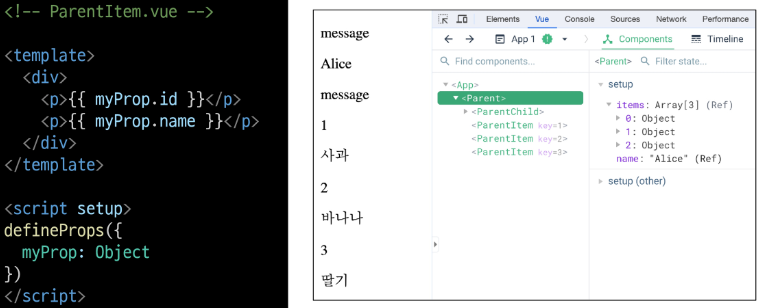 <!-- ParentItem.vue -->
<template>
<div>
<p>{{ myProp.id }}</p>
<p>{{ myProp.name }}</p>
</div>
</template>
<script setup>
defineProps({
myProp: Object
})
</script>
message
Alice
message
1
사과
2
바나나
3
딸기
Elements Vue Console Sources Network Performance
App 1 Components Timeline
Find components...
<App>
<Parent>
<ParentChild>
<ParentItem key=1>
<ParentItem key=2>
<ParentItem key=3>
<Parent> Filter state...
setup
items: Array[3] (Ref)
0: Object
1: Object
2: Object
name: "Alice" (Ref)
setup (other)